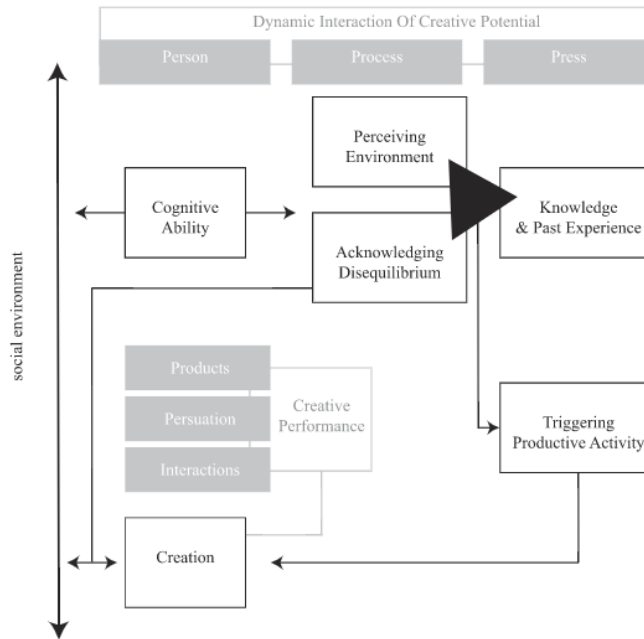 Dynamic Interaction Of Creative Potential
Person
Process
Press
Perceiving
Environment
Cognitive
Ability
Knowledge
& Past Experience
Acknowledging
Disequilibrium
social environment
Products
Persuation
Interactions
Creative
Performance
Triggering
Productive Activity
Creation